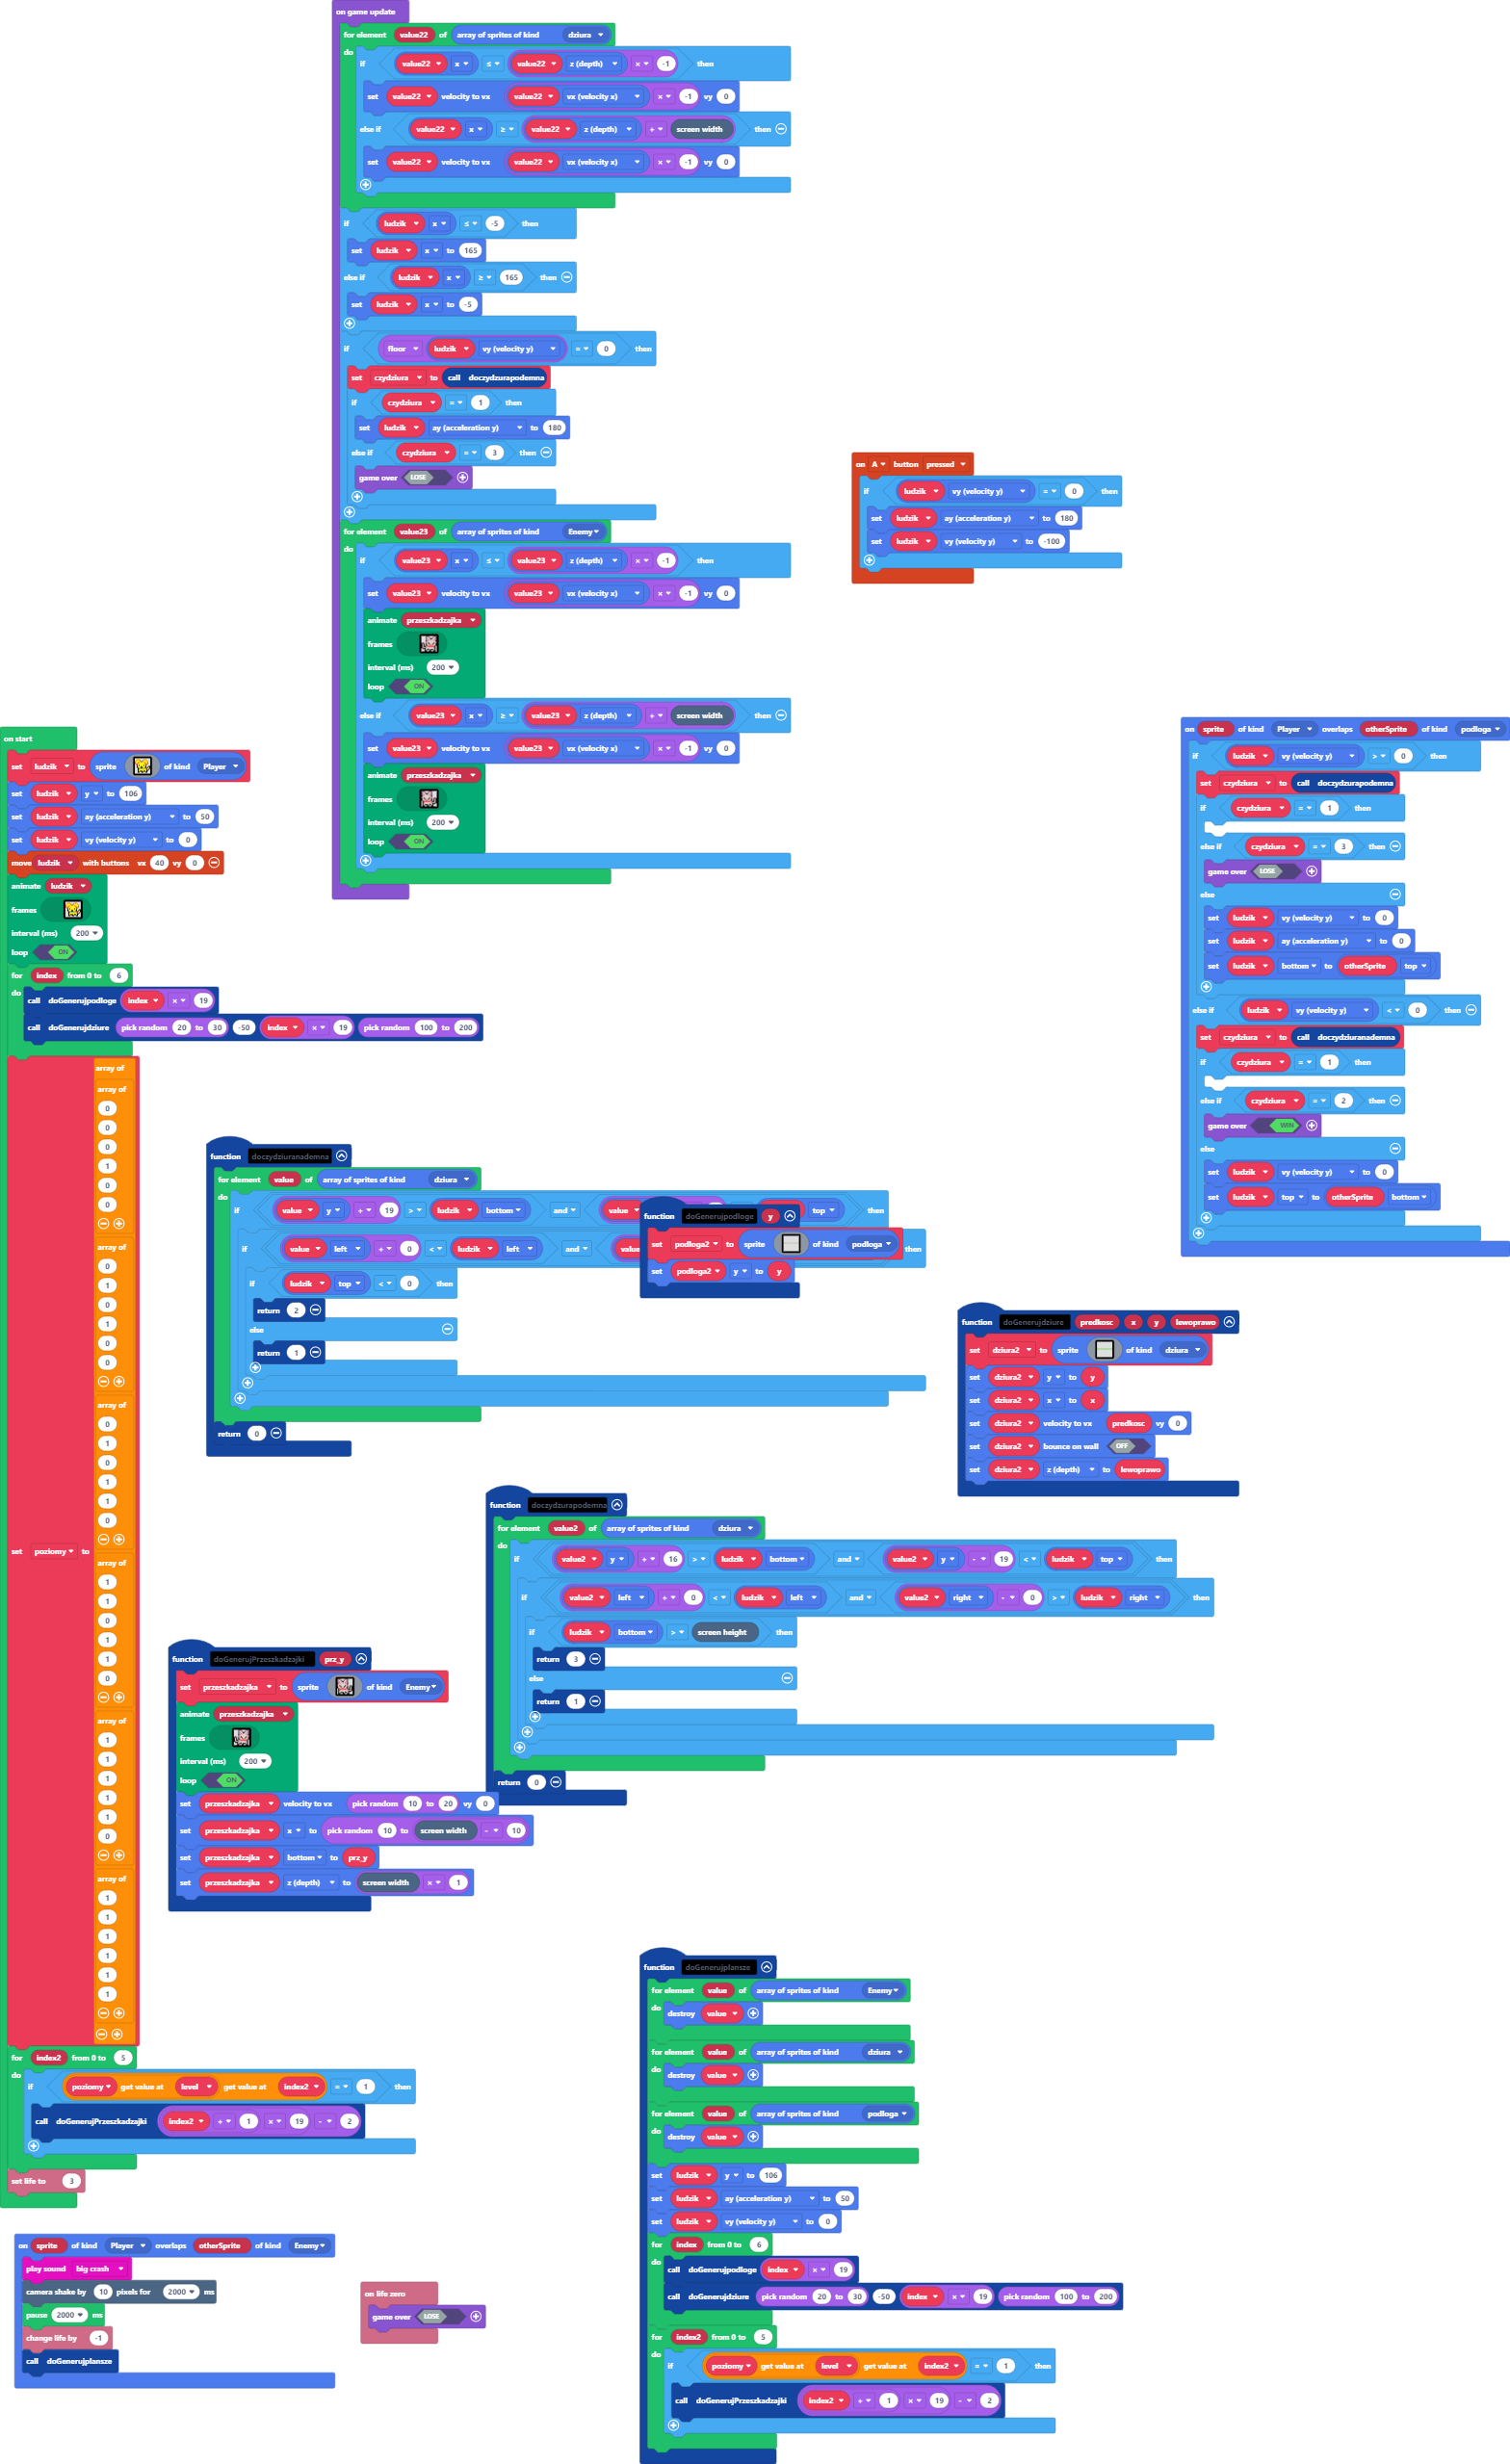 on game update
for element value22 of array of sprites of kind dziura
do
if value22 x ≤ value22 z (depth) × -1 then
set value22 velocity to vx value22 vx (velocity x) × -1 vy 0
else if value22 x ≥ value22 z (depth) + screen width then
set value22 velocity to vx value22 vx (velocity x) × -1 vy 0
if ludzik x ≤ -5 then
set ludzik x to 165
else if ludzik x ≥ 165 then
set ludzik x to -5
if floor ludzik vy (velocity y) = 0 then
set czydziura to call doczydzurapodemna
if czydziura = 1 then
set ludzik ay (acceleration y) to 180
else if czydziura = 3 then
game over LOSE
for element value23 of array of sprites of kind Enemy
do
if value23 x ≤ value23 z (depth) × -1 then
set value23 velocity to vx value23 vx (velocity x) × -1 vy 0
animate przeszkadzajka
frames
interval (ms) 200
loop ON
else if value23 x ≥ value23 z (depth) + screen width then
set value23 velocity to vx value23 vx (velocity x) × -1 vy 0
animate przeszkadzajka
frames
interval (ms) 200
loop ON
on A button pressed
if ludzik vy (velocity y) = 0 then
set ludzik ay (acceleration y) to 180
set ludzik vy (velocity y) to -100
on start
set ludzik to sprite of kind Player
set ludzik y to 106
set ludzik ay (acceleration y) to 50
set ludzik vy (velocity y) to 0
move ludzik with buttons vx 40 vy 0
animate ludzik
frames
interval (ms) 200
loop ON
for index from 0 to 6
do
call doGenerujpodloge index × 19
call doGenerujdziure pick random 20 to 30 -50 index × 19 pick random 100 to 200
set poziomy to
array of
array of
0
0
0
1
0
0
array of
0
1
0
1
0
0
array of
0
1
0
1
1
0
array of
1
1
0
1
1
0
array of
1
1
1
1
1
0
array of
1
1
1
1
1
1
for index2 from 0 to 5
do
if poziomy get value at level get value at index2 = 1 then
call doGenerujPrzeszkadzajki index2 + 1 × 19 - 2
set life to 3
on sprite of kind Player overlaps otherSprite of kind podloga
if ludzik vy (velocity y) > 0 then
set czydziura to call doczydzurapodemna
if czydziura = 1 then
else if czydziura = 3 then
game over LOSE
else
set ludzik vy (velocity y) to 0
set ludzik ay (acceleration y) to 0
set ludzik bottom to otherSprite top
else if ludzik vy (velocity y) < 0 then
set czydziura to call doczydziuranademna
if czydziura = 1 then
else if czydziura = 2 then
game over WIN
else
set ludzik vy (velocity y) to 0
set ludzik top to otherSprite bottom
function doczydziuranademna
for element value of array of sprites of kind dziura
do
if value y + 19 > ludzik bottom and value top then
if value left + 0 < ludzik left and value then
if ludzik top < 0 then
return 2
else
return 1
return 0
function doGenerujpodloge y
set podloga2 to sprite of kind podloga
set podloga2 y to y
function doGenerujdziure predkosc x y lewoprawo
set dziura2 to sprite of kind dziura
set dziura2 y to y
set dziura2 x to x
set dziura2 velocity to vx predkosc vy 0
set dziura2 bounce on wall OFF
set dziura2 z (depth) to lewoprawo
function doczydzurapodemna
for element value2 of array of sprites of kind dziura
do
if value2 y + 16 > ludzik bottom and value2 y - 19 < ludzik top then
if value2 left + 0 < ludzik left and value2 right - 0 > ludzik right then
if ludzik bottom > screen height then
return 3
else
return 1
return 0
function doGenerujPrzeszkadzajki prz_y
set przeszkadzajka to sprite of kind Enemy
animate przeszkadzajka
frames
interval (ms) 200
loop ON
set przeszkadzajka velocity to vx pick random 10 to 20 vy 0
set przeszkadzajka x to pick random 10 to screen width - 10
set przeszkadzajka bottom to prz_y
set przeszkadzajka z (depth) to screen width × 1
function doGenerujplansze
for element value of array of sprites of kind Enemy
do destroy value
for element value of array of sprites of kind dziura
do destroy value
for element value of array of sprites of kind podloga
do destroy value
set ludzik y to 106
set ludzik ay (acceleration y) to 50
set ludzik vy (velocity y) to 0
for index from 0 to 6
do
call doGenerujpodloge index × 19
call doGenerujdziure pick random 20 to 30 -50 index × 19 pick random 100 to 200
for index2 from 0 to 5
do
if poziomy get value at level get value at index2 = 1 then
call doGenerujPrzeszkadzajki index2 + 1 × 19 - 2
on sprite of kind Player overlaps otherSprite of kind Enemy
play sound big crash
camera shake by 10 pixels for 2000 ms
pause 2000 ms
change life by -1
call doGenerujplansze
on life zero
game over LOSE